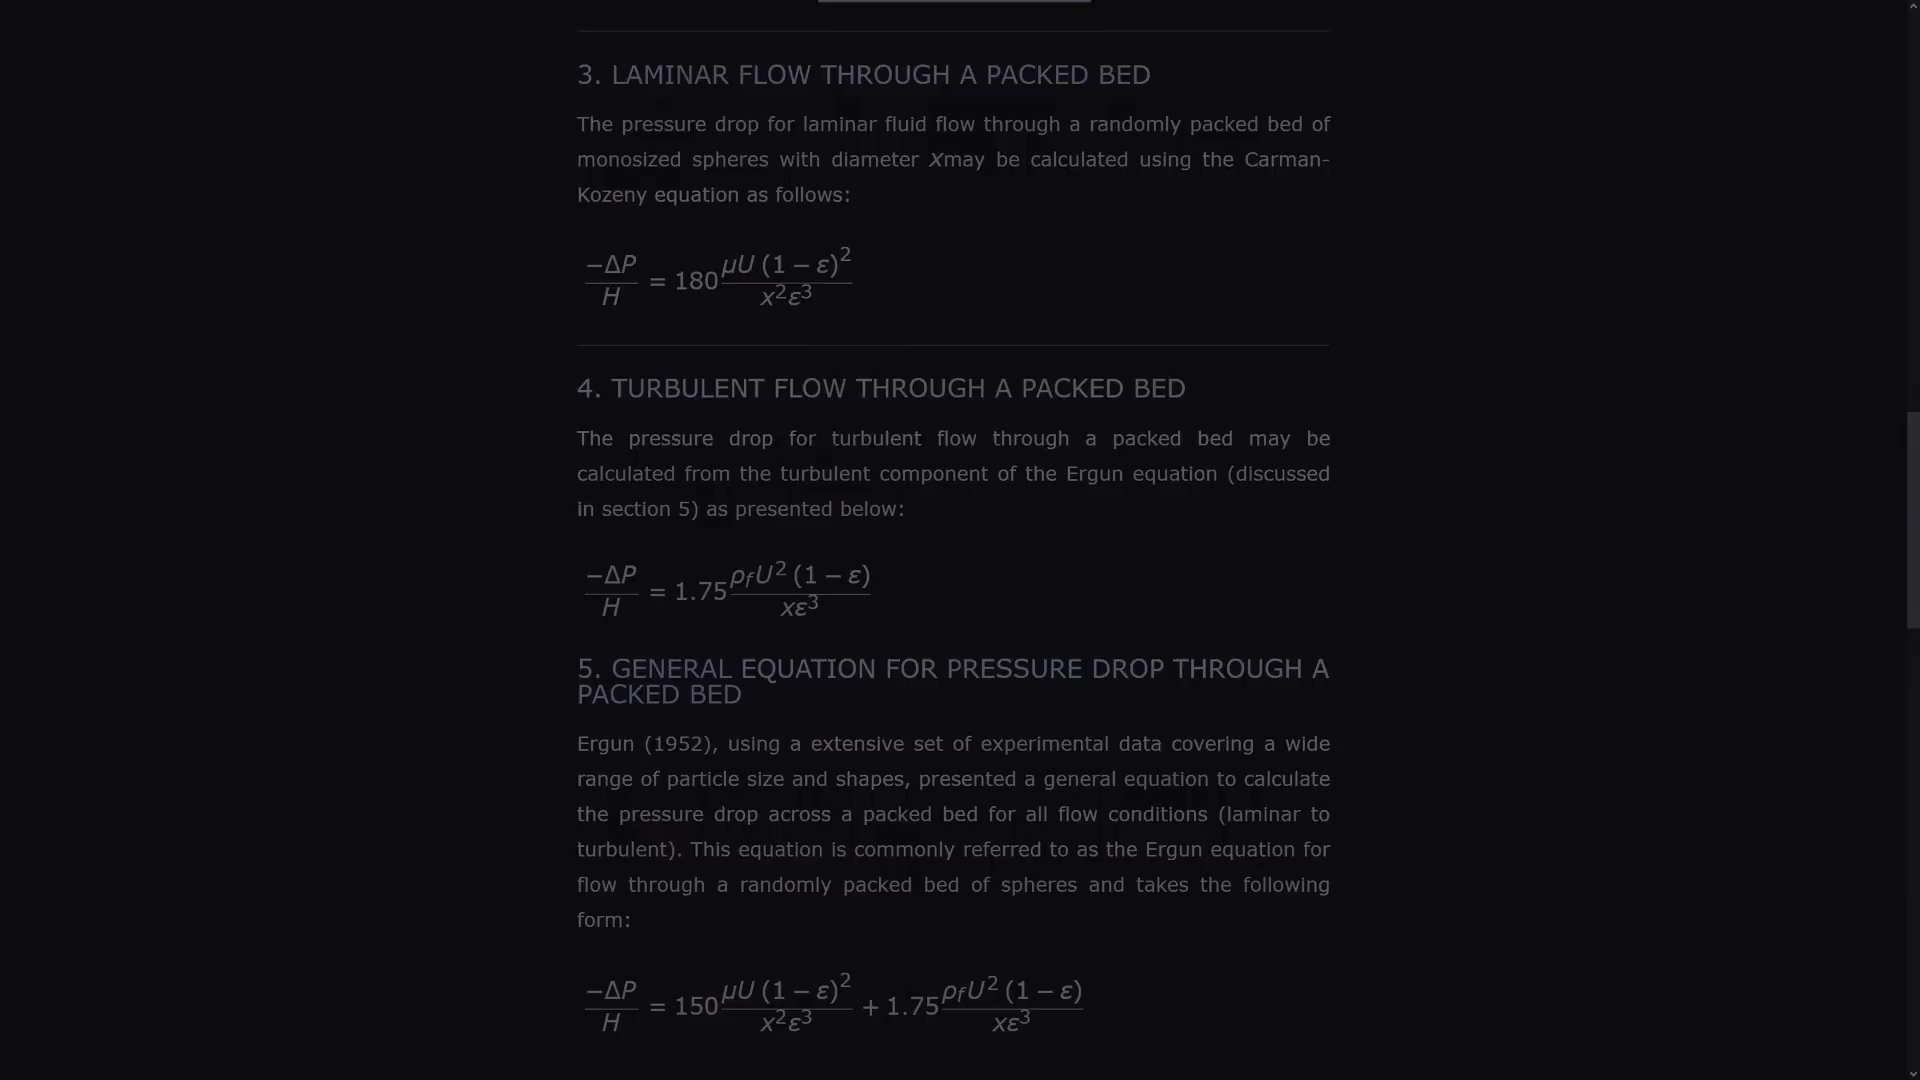 3. LAMINAR FLOW THROUGH A PACKED BED
The pressure drop for laminar fluid flow through a randomly packed bed of
monosized spheres with diameter xmay be calculated using the Carman-
Kozeny equation as follows:
−ΔP/H = 180 μU (1 − ε)²/x²ε³
4. TURBULENT FLOW THROUGH A PACKED BED
The pressure drop for turbulent flow through a packed bed may be
calculated from the turbulent component of the Ergun equation (discussed
in section 5) as presented below:
−ΔP/H = 1.75 ρfU² (1 − ε)/xε³
5. GENERAL EQUATION FOR PRESSURE DROP THROUGH A
PACKED BED
Ergun (1952), using a extensive set of experimental data covering a wide
range of particle size and shapes, presented a general equation to calculate
the pressure drop across a packed bed for all flow conditions (laminar to
turbulent). This equation is commonly referred to as the Ergun equation for
flow through a randomly packed bed of spheres and takes the following
form:
−ΔP/H = 150 μU (1 − ε)²/x²ε³ + 1.75 ρfU² (1 − ε)/xε³